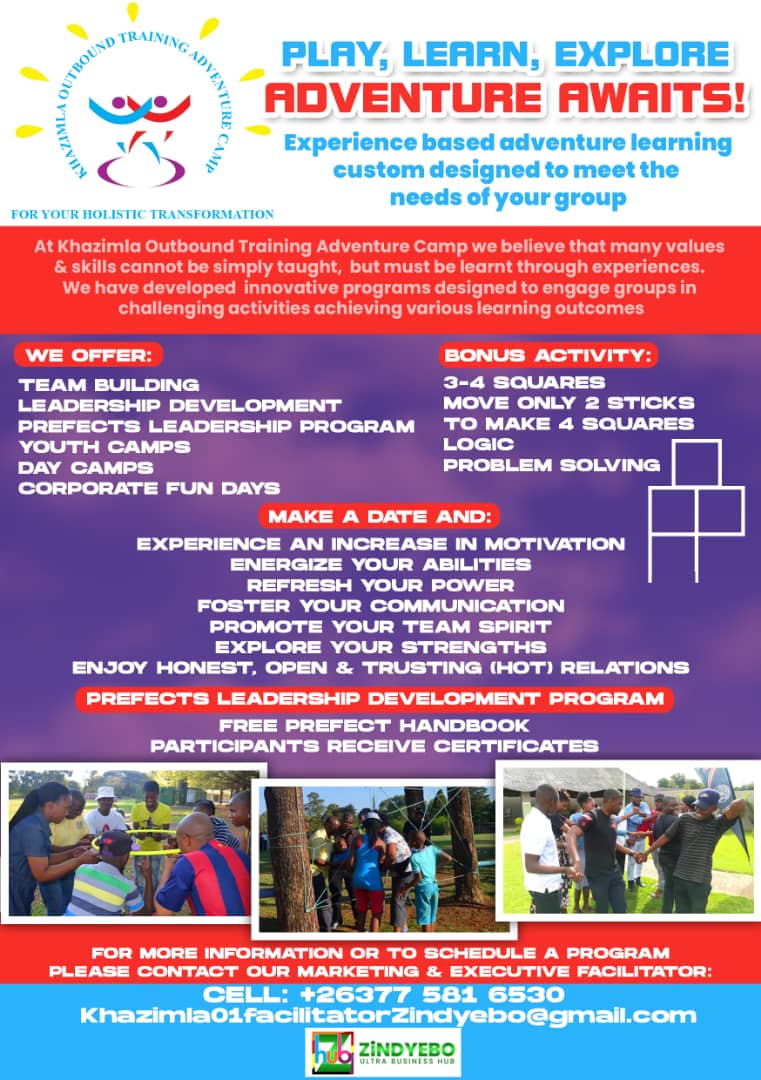 KHAZIMLA OUTBOUND TRAINING ADVENTURE CAMP
FOR YOUR HOLISTIC TRANSFORMATION
PLAY, LEARN, EXPLORE
ADVENTURE AWAITS!
Experience based adventure learning
custom designed to meet the
needs of your group
At Khazimla Outbound Training Adventure Camp we believe that many values
& skills cannot be simply taught, but must be learnt through experiences.
We have developed innovative programs designed to engage groups in
challenging activities achieving various learning outcomes
WE OFFER:
TEAM BUILDING
LEADERSHIP DEVELOPMENT
PREFECTS LEADERSHIP PROGRAM
YOUTH CAMPS
DAY CAMPS
CORPORATE FUN DAYS
BONUS ACTIVITY:
3-4 SQUARES
MOVE ONLY 2 STICKS
TO MAKE 4 SQUARES
LOGIC
PROBLEM SOLVING
MAKE A DATE AND:
EXPERIENCE AN INCREASE IN MOTIVATION
ENERGIZE YOUR ABILITIES
REFRESH YOUR POWER
FOSTER YOUR COMMUNICATION
PROMOTE YOUR TEAM SPIRIT
EXPLORE YOUR STRENGTHS
ENJOY HONEST, OPEN & TRUSTING (HOT) RELATIONS
PREFECTS LEADERSHIP DEVELOPMENT PROGRAM
FREE PREFECT HANDBOOK
PARTICIPANTS RECEIVE CERTIFICATES
FOR MORE INFORMATION OR TO SCHEDULE A PROGRAM
PLEASE CONTACT OUR MARKETING & EXECUTIVE FACILITATOR:
CELL: +26377 581 6530
Khazimla01facilitatorZindyebo@gmail.com
hub
ZINDYEBO
ULTRA BUSINESS HUB